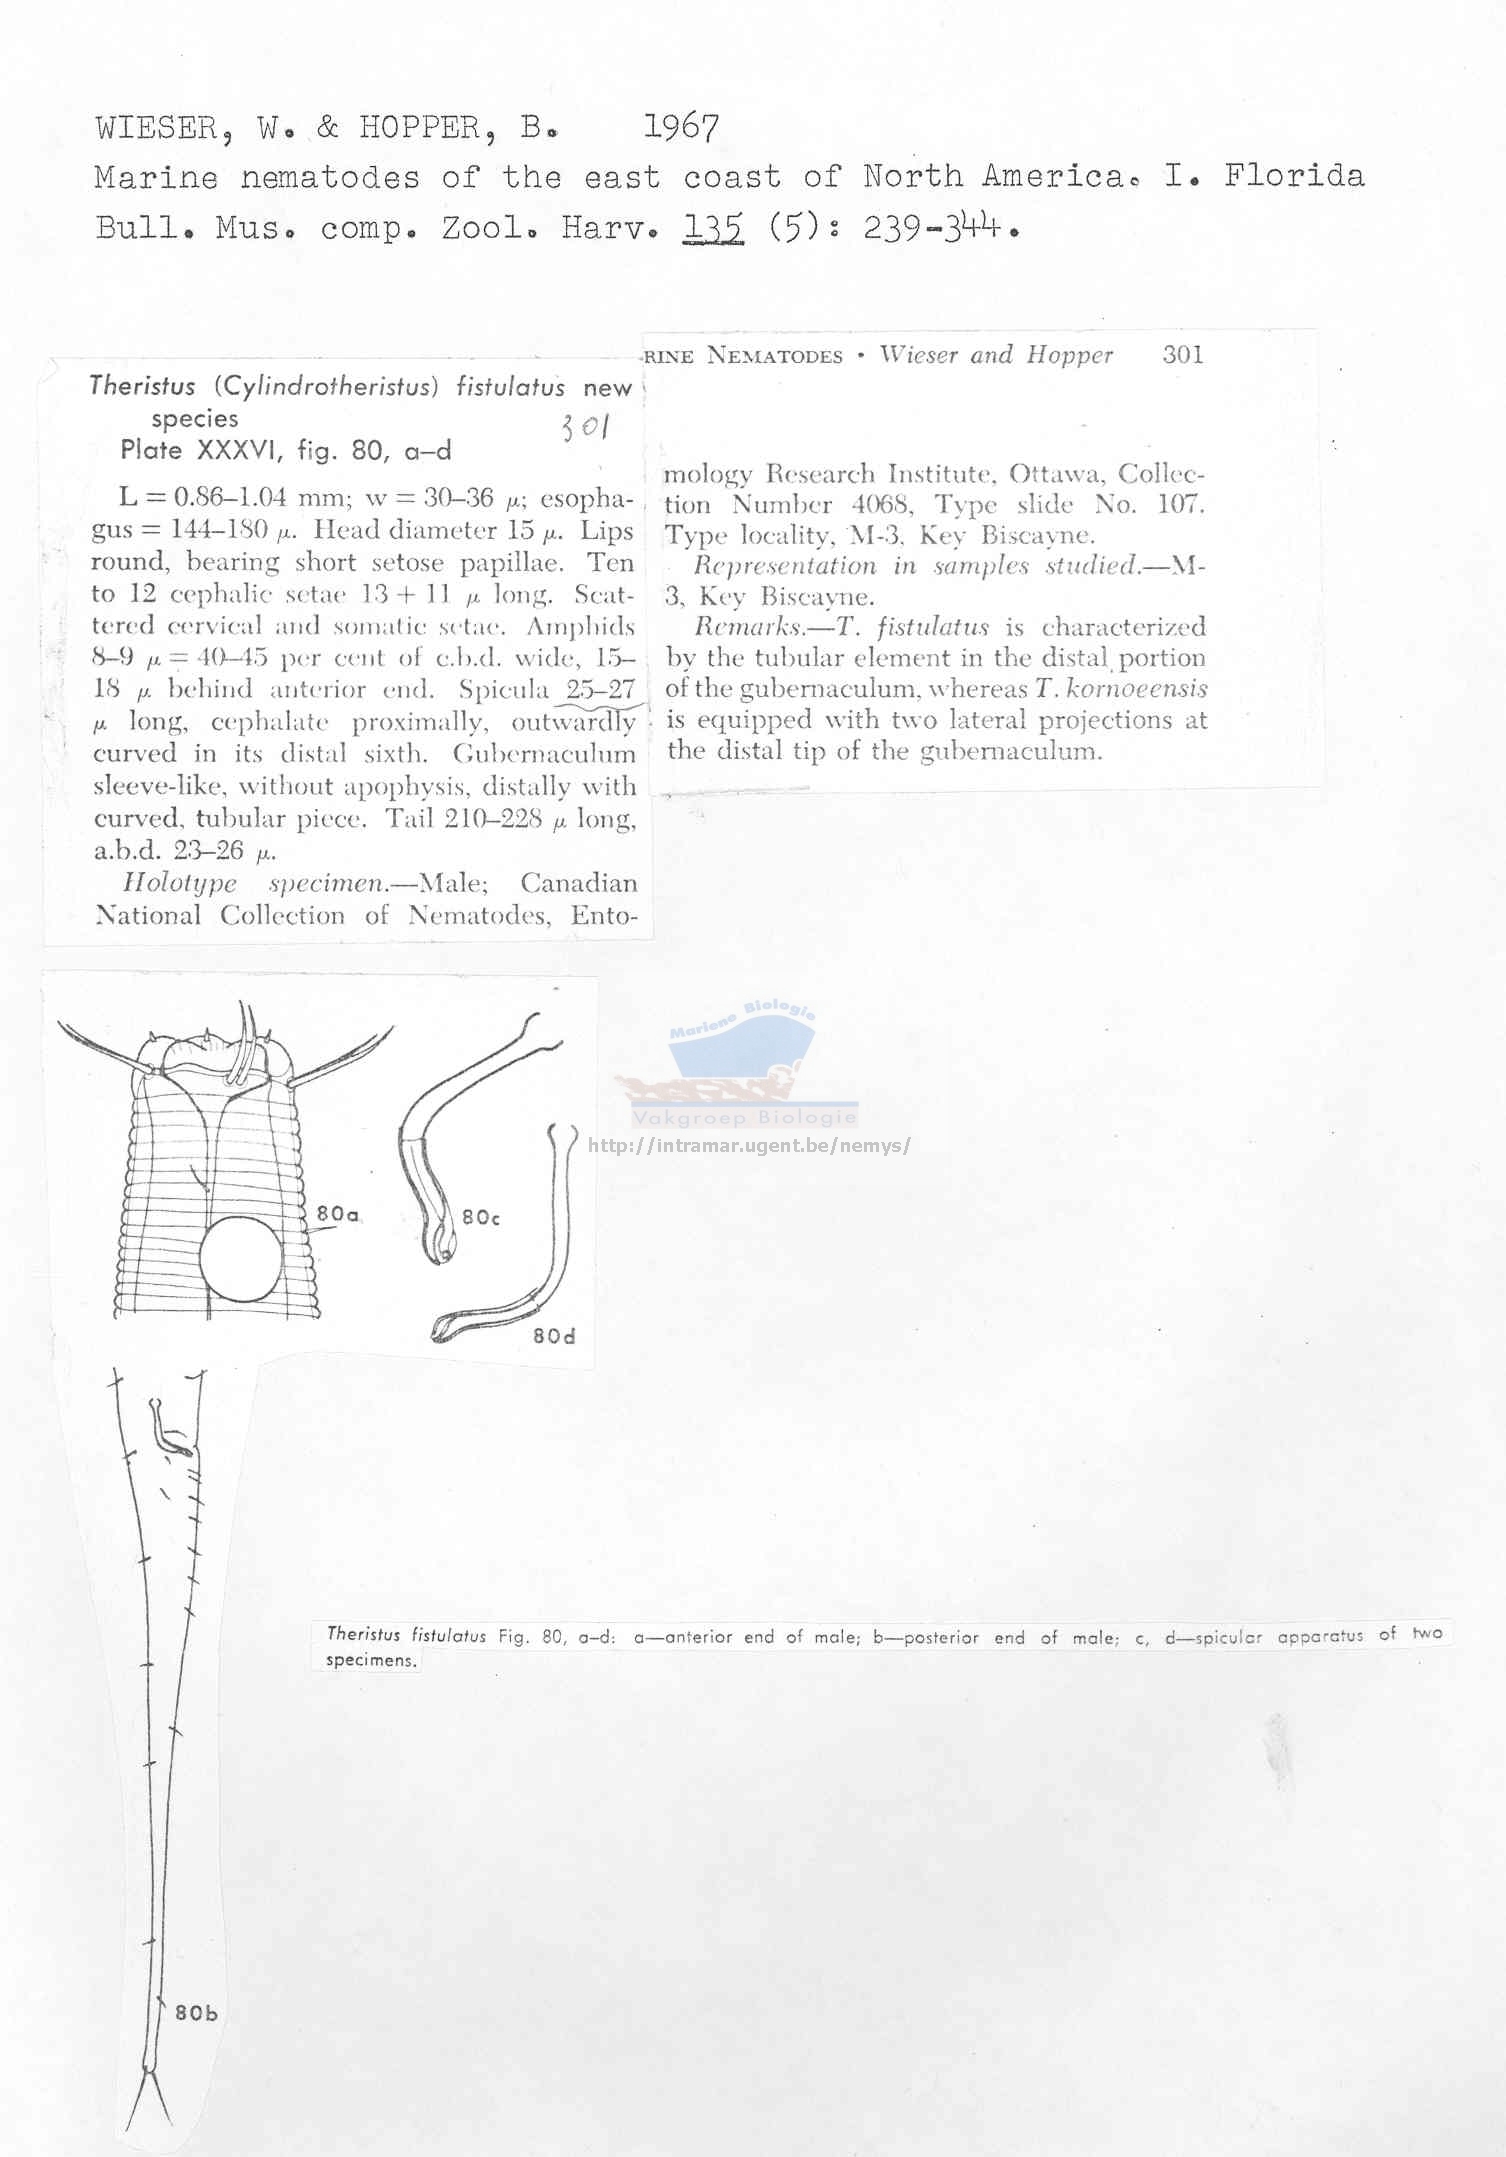 WIESER, W. & HOPPER, B. 1967
Marine nematodes of the east coast of North America. I. Florida
Bull. Mus. comp. Zool. Harv. 135 (5): 239-344.
Theristus (Cylindrotheristus) fistulatus new
species
301
Plate XXXVI, fig. 80, a–d
L = 0.86–1.04 mm; w = 30–36 μ; esopha-
gus = 144–180 μ. Head diameter 15 μ. Lips
round, bearing short setose papillae. Ten
to 12 cephalic setae 13 + 11 μ long. Scat-
tered cervical and somatic setae. Amphids
8–9 μ = 40–45 per cent of c.b.d. wide, 15–
18 μ behind anterior end. Spicula 25–27
μ long, cephalate proximally, outwardly
curved in its distal sixth. Gubernaculum
sleeve-like, without apophysis, distally with
curved, tubular piece. Tail 210–228 μ long,
a.b.d. 23–26 μ.
Holotype specimen.—Male; Canadian
National Collection of Nematodes, Ento-
RINE NEMATODES • Wieser and Hopper 301
mology Research Institute, Ottawa, Collec-
tion Number 4068, Type slide No. 107.
Type locality, M-3, Key Biscayne.
Representation in samples studied.—M-
3, Key Biscayne.
Remarks.—T. fistulatus is characterized
by the tubular element in the distal portion
of the gubernaculum, whereas T. kornoeensis
is equipped with two lateral projections at
the distal tip of the gubernaculum.
Mariene Biologie
Vakgroep Biologie
http://intramar.ugent.be/nemys/
80a
80c
80d
Theristus fistulatus Fig. 80, a–d: a—anterior end of male; b—posterior end of male; c, d—spicular apparatus of two
specimens.
80b